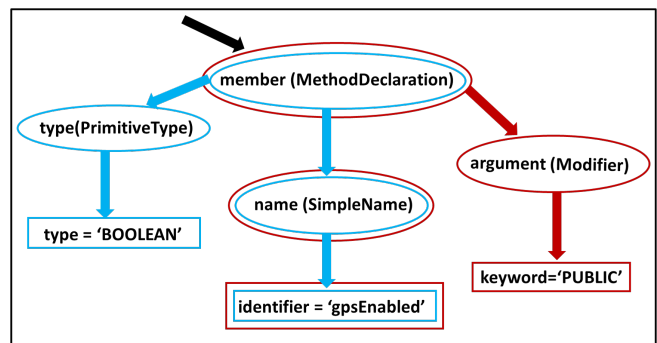 member (MethodDeclaration)
type(PrimitiveType)
argument (Modifier)
name (SimpleName)
type = ‘BOOLEAN’
keyword=‘PUBLIC’
identifier = ‘gpsEnabled’